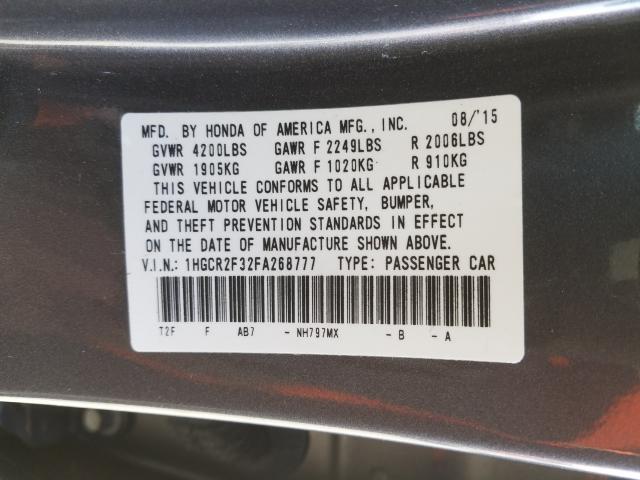 MFD. BY HONDA OF AMERICA MFG., INC. 08/'15
GVWR 4200LBS GAWR F 2249LBS R 2006LBS
GVWR 1905KG GAWR F 1020KG R 910KG
THIS VEHICLE CONFORMS TO ALL APPLICABLE
FEDERAL MOTOR VEHICLE SAFETY, BUMPER,
AND THEFT PREVENTION STANDARDS IN EFFECT
ON THE DATE OF MANUFACTURE SHOWN ABOVE.
V.I.N.: 1HGCR2F32FA268777 TYPE: PASSENGER CAR
T2F F AB7 - NH797MX - B - A